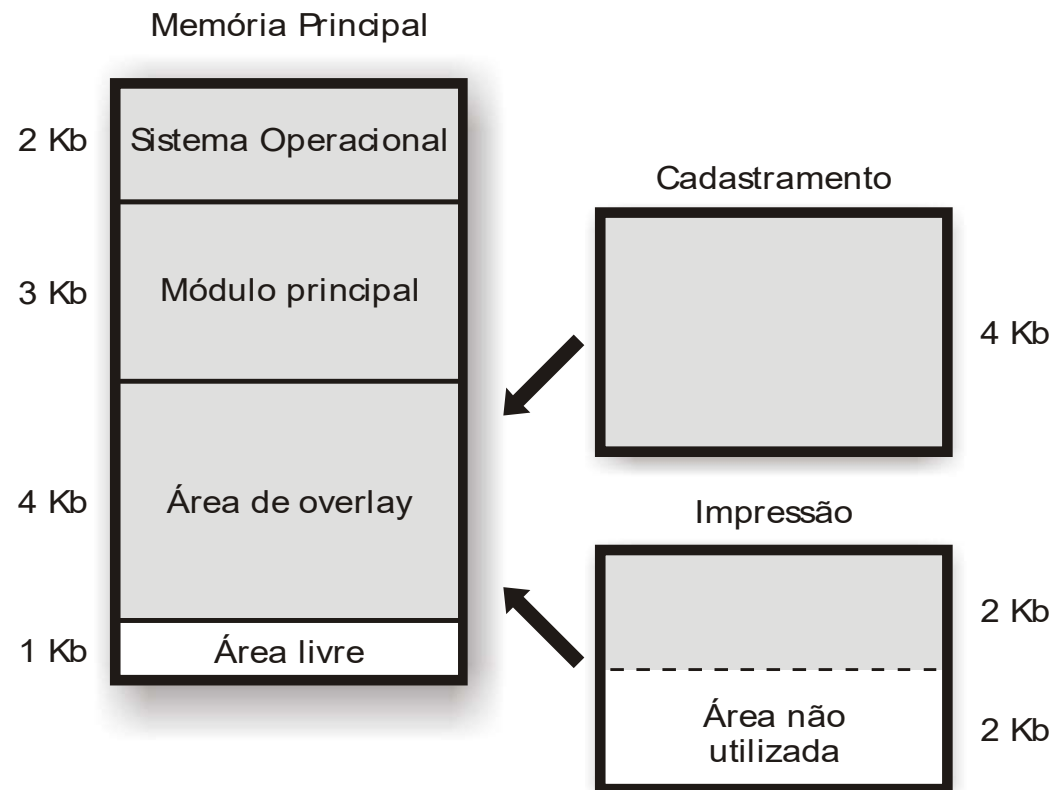 Memória Principal
2 Kb
Sistema Operacional
3 Kb
Módulo principal
4 Kb
Área de overlay
1 Kb
Área livre
Cadastramento
4 Kb
Impressão
2 Kb
Área não
utilizada
2 Kb